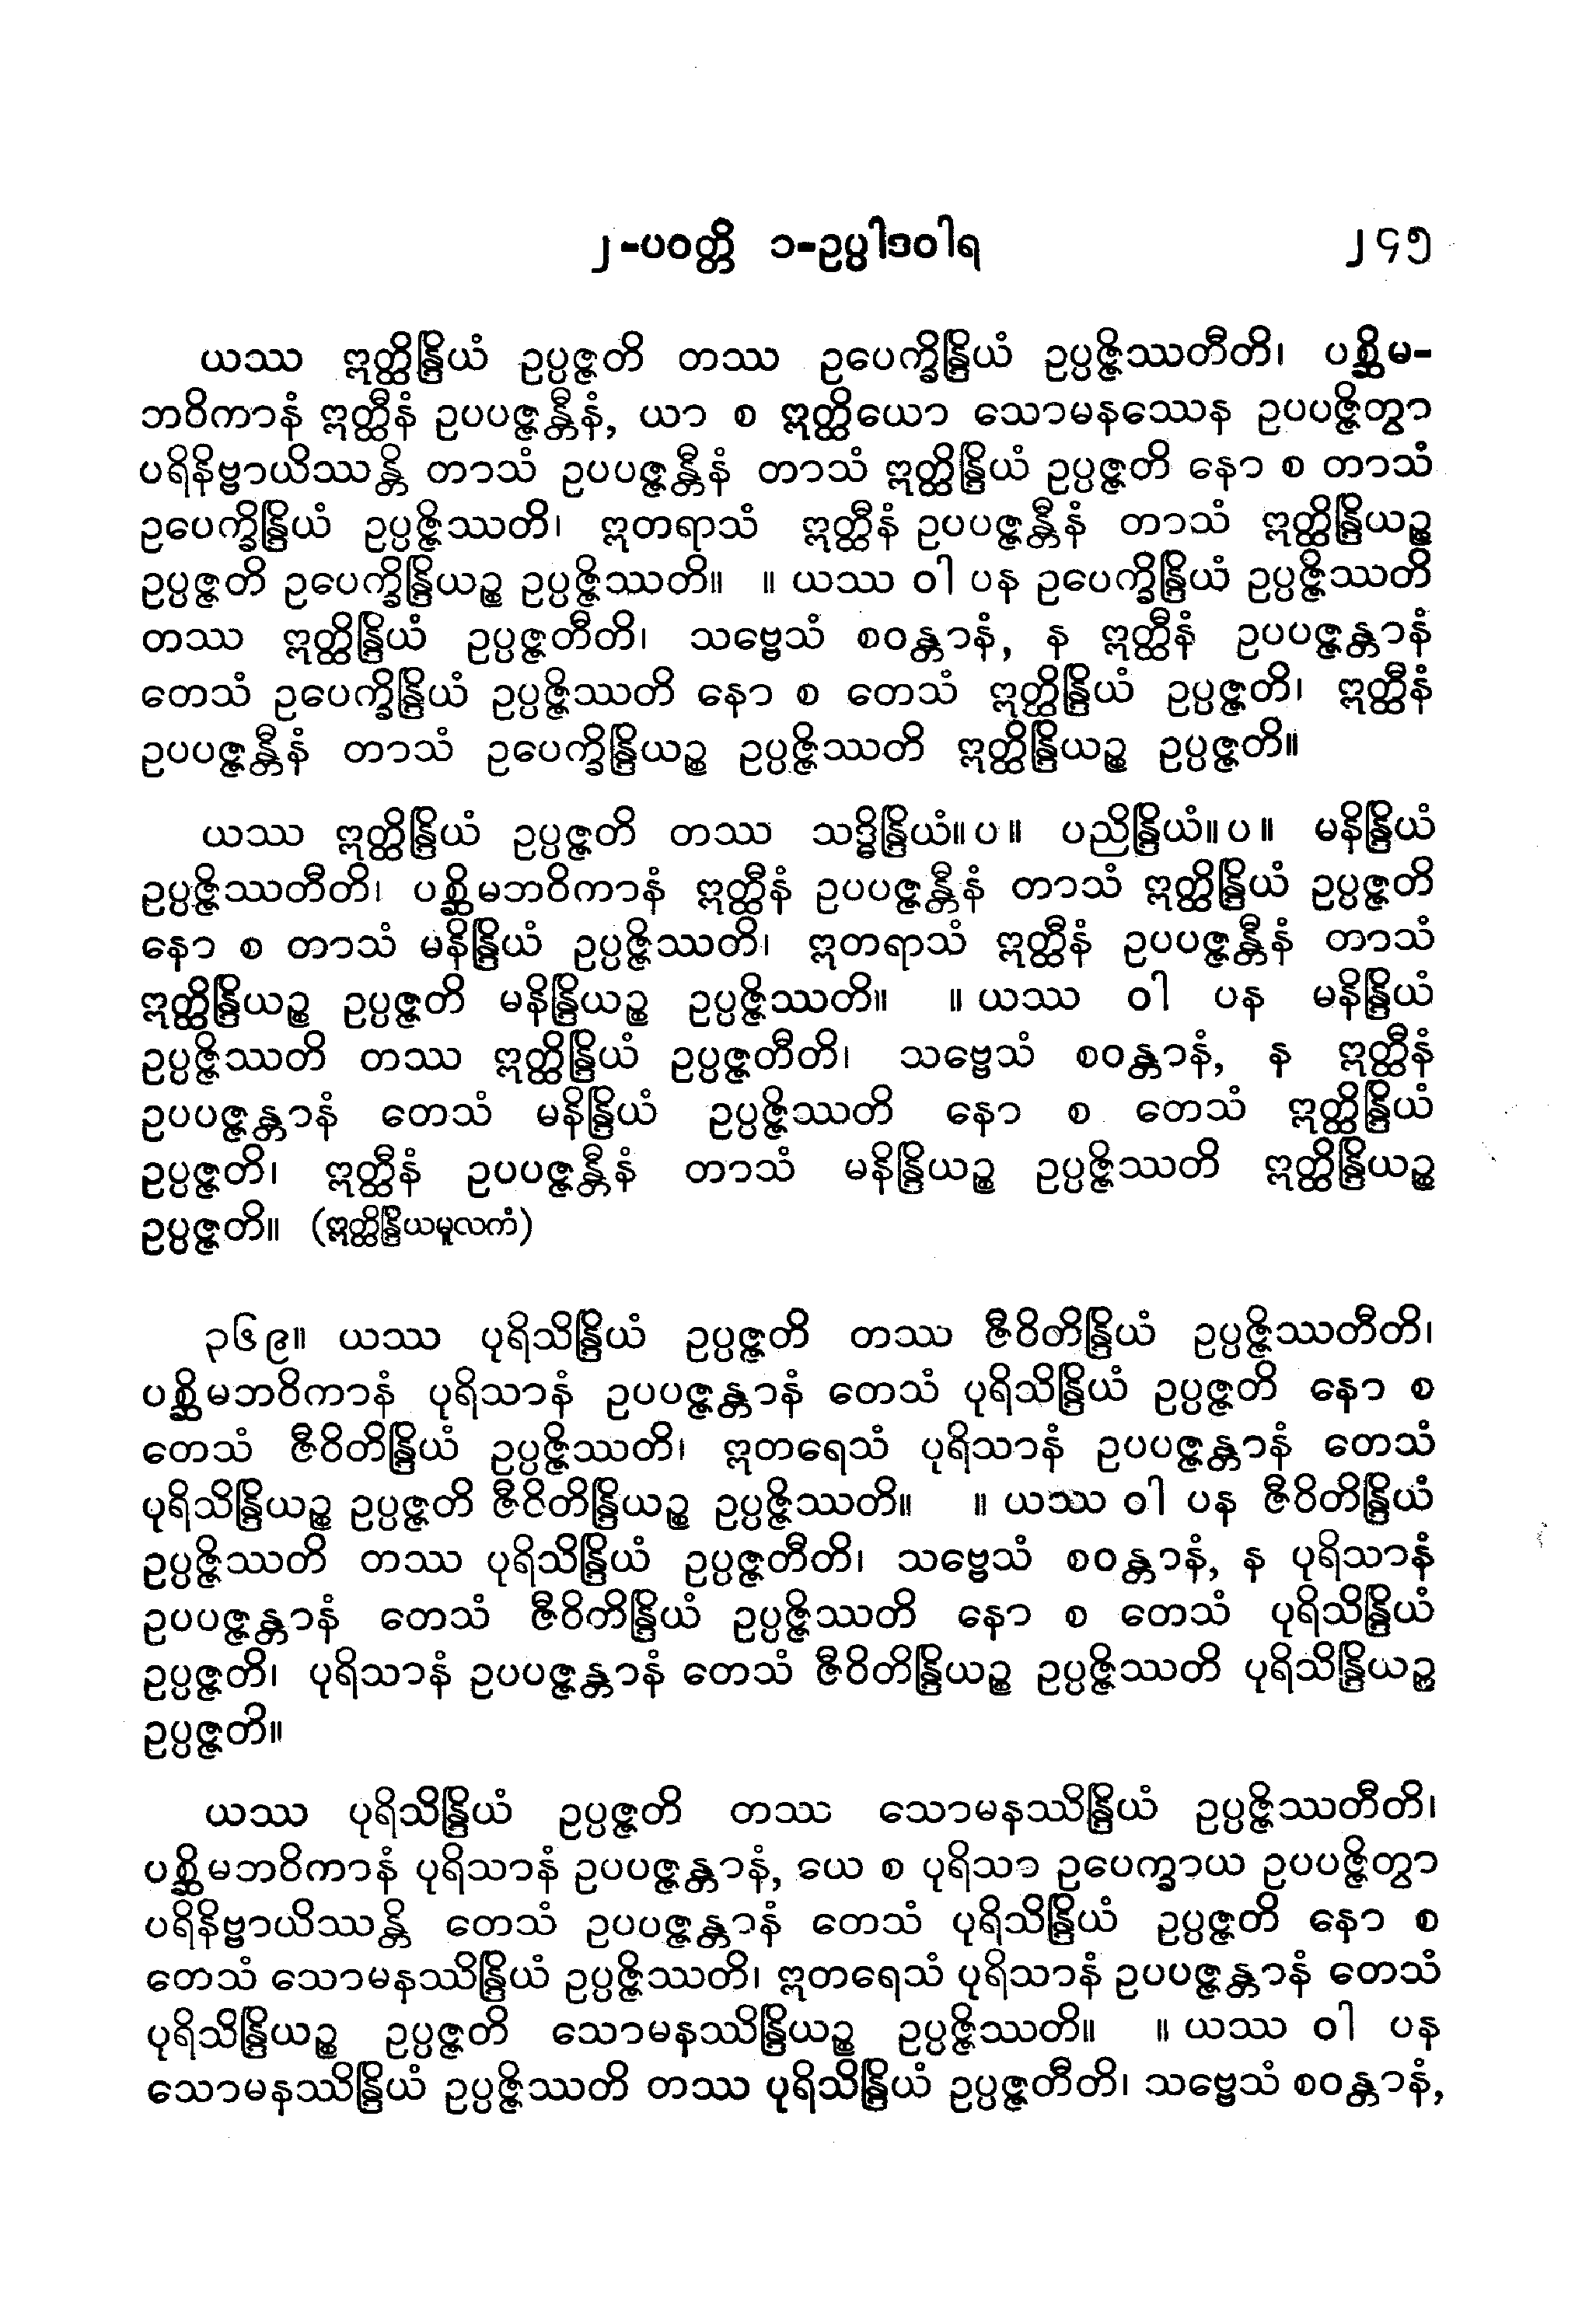 ၂-ပဝတ္တိ ၁-ဥပ္ပါဒဝါရ ၂၄၅
ယဿ ဣတ္ထိန္ဒြိယံ ဥပ္ပဇ္ဇတိ တဿ ဥပေက္ခိန္ဒြိယံ ဥပ္ပဇ္ဇိဿတီတိ၊ ပစ္ဆိမ-
ဘဝိကာနံ ဣတ္ထီနံ ဥပပဇ္ဇန္တီနံ, ယာ စ ဣတ္ထိယော သောမနဿေန ဥပပဇ္ဇိတွာ
ပရိနိဗ္ဗာယိဿန္တိ တာသံ ဥပပဇ္ဇန္တီနံ တာသံ ဣတ္ထိန္ဒြိယံ ဥပ္ပဇ္ဇတိ နော စ တာသံ
ဥပေက္ခိန္ဒြိယံ ဥပ္ပဇ္ဇိဿတိ၊ ဣတရာသံ ဣတ္ထီနံ ဥပပဇ္ဇန္တီနံ တာသံ ဣတ္ထိန္ဒြိယဉ္စ
ဥပ္ပဇ္ဇတိ ဥပေက္ခိန္ဒြိယဉ္စ ဥပ္ပဇ္ဇိဿတိ။ ။ ယဿ ဝါ ပန ဥပေက္ခိန္ဒြိယံ ဥပ္ပဇ္ဇိဿတိ
တဿ ဣတ္ထိန္ဒြိယံ ဥပ္ပဇ္ဇတီတိ၊ သဗ္ဗေသံ စဝန္တာနံ, န ဣတ္ထီနံ ဥပပဇ္ဇန္တာနံ
တေသံ ဥပေက္ခိန္ဒြိယံ ဥပ္ပဇ္ဇိဿတိ နော စ တေသံ ဣတ္ထိန္ဒြိယံ ဥပ္ပဇ္ဇတိ၊ ဣတ္ထီနံ
ဥပပဇ္ဇန္တီနံ တာသံ ဥပေက္ခိန္ဒြိယဉ္စ ဥပ္ပဇ္ဇိဿတိ ဣတ္ထိန္ဒြိယဉ္စ ဥပ္ပဇ္ဇတိ။
ယဿ ဣတ္ထိန္ဒြိယံ ဥပ္ပဇ္ဇတိ တဿ သဒ္ဓိန္ဒြိယံ။ပ။ ပညိန္ဒြိယံ။ပ။ မနိန္ဒြိယံ
ဥပ္ပဇ္ဇိဿတီတိ၊ ပစ္ဆိမဘဝိကာနံ ဣတ္ထီနံ ဥပပဇ္ဇန္တီနံ တာသံ ဣတ္ထိန္ဒြိယံ ဥပ္ပဇ္ဇတိ
နော စ တာသံ မနိန္ဒြိယံ ဥပ္ပဇ္ဇိဿတိ၊ ဣတရာသံ ဣတ္ထီနံ ဥပပဇ္ဇန္တီနံ တာသံ
ဣတ္ထိန္ဒြိယဉ္စ ဥပ္ပဇ္ဇတိ မနိန္ဒြိယဉ္စ ဥပ္ပဇ္ဇိဿတိ။ ။ ယဿ ဝါ ပန မနိန္ဒြိယံ
ဥပ္ပဇ္ဇိဿတိ တဿ ဣတ္ထိန္ဒြိယံ ဥပ္ပဇ္ဇတီတိ၊ သဗ္ဗေသံ စဝန္တာနံ, န ဣတ္ထီနံ
ဥပပဇ္ဇန္တာနံ တေသံ မနိန္ဒြိယံ ဥပ္ပဇ္ဇိဿတိ နော စ တေသံ ဣတ္ထိန္ဒြိယံ
ဥပ္ပဇ္ဇတိ၊ ဣတ္ထီနံ ဥပပဇ္ဇန္တီနံ တာသံ မနိန္ဒြိယဉ္စ ဥပ္ပဇ္ဇိဿတိ ဣတ္ထိန္ဒြိယဉ္စ
ဥပ္ပဇ္ဇတိ။ (ဣတ္ထိန္ဒြိယမူလကံ)
၃၆၉။ ယဿ ပုရိသိန္ဒြိယံ ဥပ္ပဇ္ဇတိ တဿ ဇီဝိတိန္ဒြိယံ ဥပ္ပဇ္ဇိဿတီတိ၊
ပစ္ဆိမဘဝိကာနံ ပုရိသာနံ ဥပပဇ္ဇန္တာနံ တေသံ ပုရိသိန္ဒြိယံ ဥပ္ပဇ္ဇတိ နော စ
တေသံ ဇီဝိတိန္ဒြိယံ ဥပ္ပဇ္ဇိဿတိ၊ ဣတရေသံ ပုရိသာနံ ဥပပဇ္ဇန္တာနံ တေသံ
ပုရိသိန္ဒြိယဉ္စ ဥပ္ပဇ္ဇတိ ဇီဝိတိန္ဒြိယဉ္စ ဥပ္ပဇ္ဇိဿတိ။ ။ ယဿ ဝါ ပန ဇီဝိတိန္ဒြိယံ
ဥပ္ပဇ္ဇိဿတိ တဿ ပုရိသိန္ဒြိယံ ဥပ္ပဇ္ဇတီတိ၊ သဗ္ဗေသံ စဝန္တာနံ, န ပုရိသာနံ
ဥပပဇ္ဇန္တာနံ တေသံ ဇီဝိတိန္ဒြိယံ ဥပ္ပဇ္ဇိဿတိ နော စ တေသံ ပုရိသိန္ဒြိယံ
ဥပ္ပဇ္ဇတိ၊ ပုရိသာနံ ဥပပဇ္ဇန္တာနံ တေသံ ဇီဝိတိန္ဒြိယဉ္စ ဥပ္ပဇ္ဇိဿတိ ပုရိသိန္ဒြိယဉ္စ
ဥပ္ပဇ္ဇတိ။
ယဿ ပုရိသိန္ဒြိယံ ဥပ္ပဇ္ဇတိ တဿ သောမနဿိန္ဒြိယံ ဥပ္ပဇ္ဇိဿတီတိ၊
ပစ္ဆိမဘဝိကာနံ ပုရိသာနံ ဥပပဇ္ဇန္တာနံ, ယေ စ ပုရိသာ ဥပေက္ခာယ ဥပပဇ္ဇိတွာ
ပရိနိဗ္ဗာယိဿန္တိ တေသံ ဥပပဇ္ဇန္တာနံ တေသံ ပုရိသိန္ဒြိယံ ဥပ္ပဇ္ဇတိ နော စ
တေသံ သောမနဿိန္ဒြိယံ ဥပ္ပဇ္ဇိဿတိ၊ ဣတရေသံ ပုရိသာနံ ဥပပဇ္ဇန္တာနံ တေသံ
ပုရိသိန္ဒြိယဉ္စ ဥပ္ပဇ္ဇတိ သောမနဿိန္ဒြိယဉ္စ ဥပ္ပဇ္ဇိဿတိ။ ။ ယဿ ဝါ ပန
သောမနဿိန္ဒြိယံ ဥပ္ပဇ္ဇိဿတိ တဿ ပုရိသိန္ဒြိယံ ဥပ္ပဇ္ဇတီတိ၊ သဗ္ဗေသံ စဝန္တာနံ,